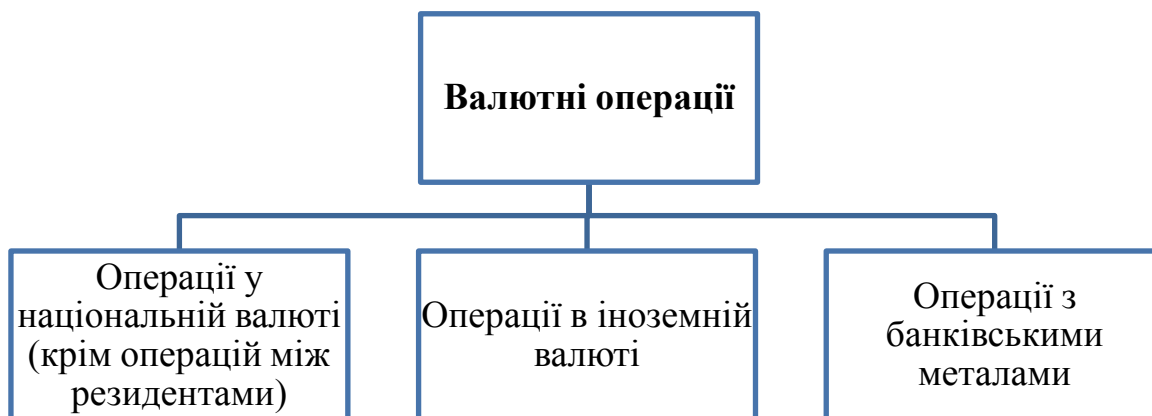 Валютні операції
Операції у
національній валюті
(крім операцій між
резидентами)
Операції в іноземній
валюті
Операції з
банківськими
металами